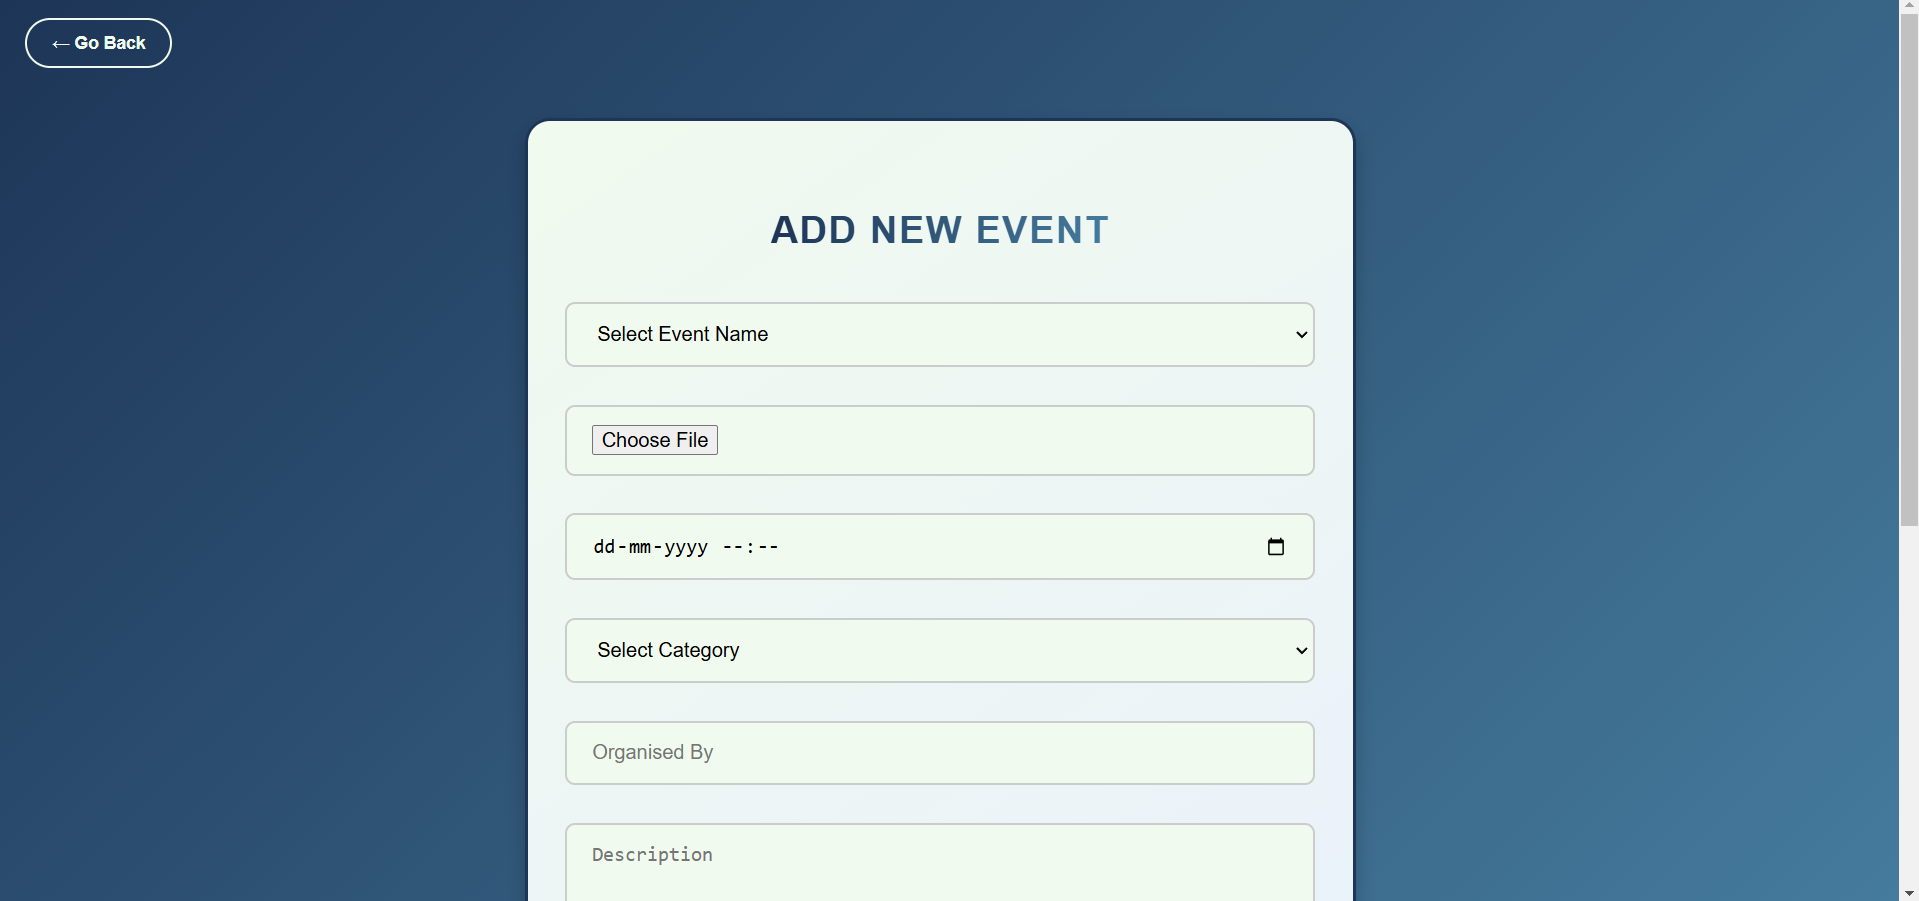 ← Go Back
ADD NEW EVENT
Select Event Name
Choose File
dd-mm-yyyy --:--
Select Category
Organised By
Description